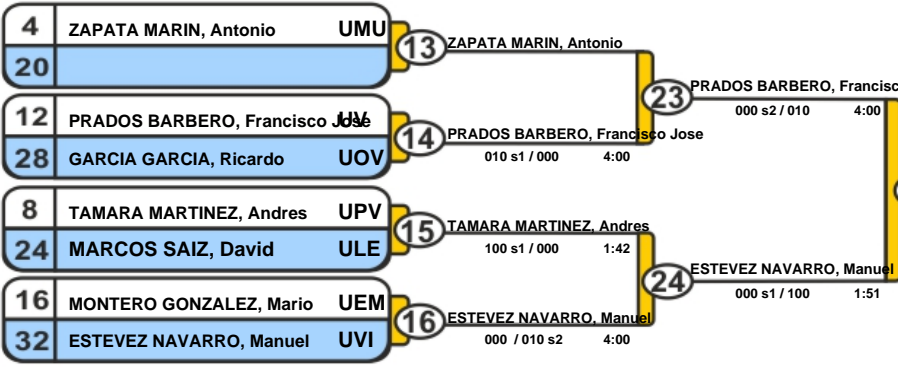 4 ZAPATA MARIN, Antonio UMU
20
13 ZAPATA MARIN, Antonio
12 PRADOS BARBERO, Francisco Jose UV
28 GARCIA GARCIA, Ricardo UOV
14 PRADOS BARBERO, Francisco Jose
010 s1 / 000 4:00
23 PRADOS BARBERO, Francisc
000 s2 / 010 4:00
8 TAMARA MARTINEZ, Andres UPV
24 MARCOS SAIZ, David ULE
15 TAMARA MARTINEZ, Andres
100 s1 / 000 1:42
16 MONTERO GONZALEZ, Mario UEM
32 ESTEVEZ NAVARRO, Manuel UVI
16 ESTEVEZ NAVARRO, Manuel
000 / 010 s2 4:00
24 ESTEVEZ NAVARRO, Manuel
000 s1 / 100 1:51